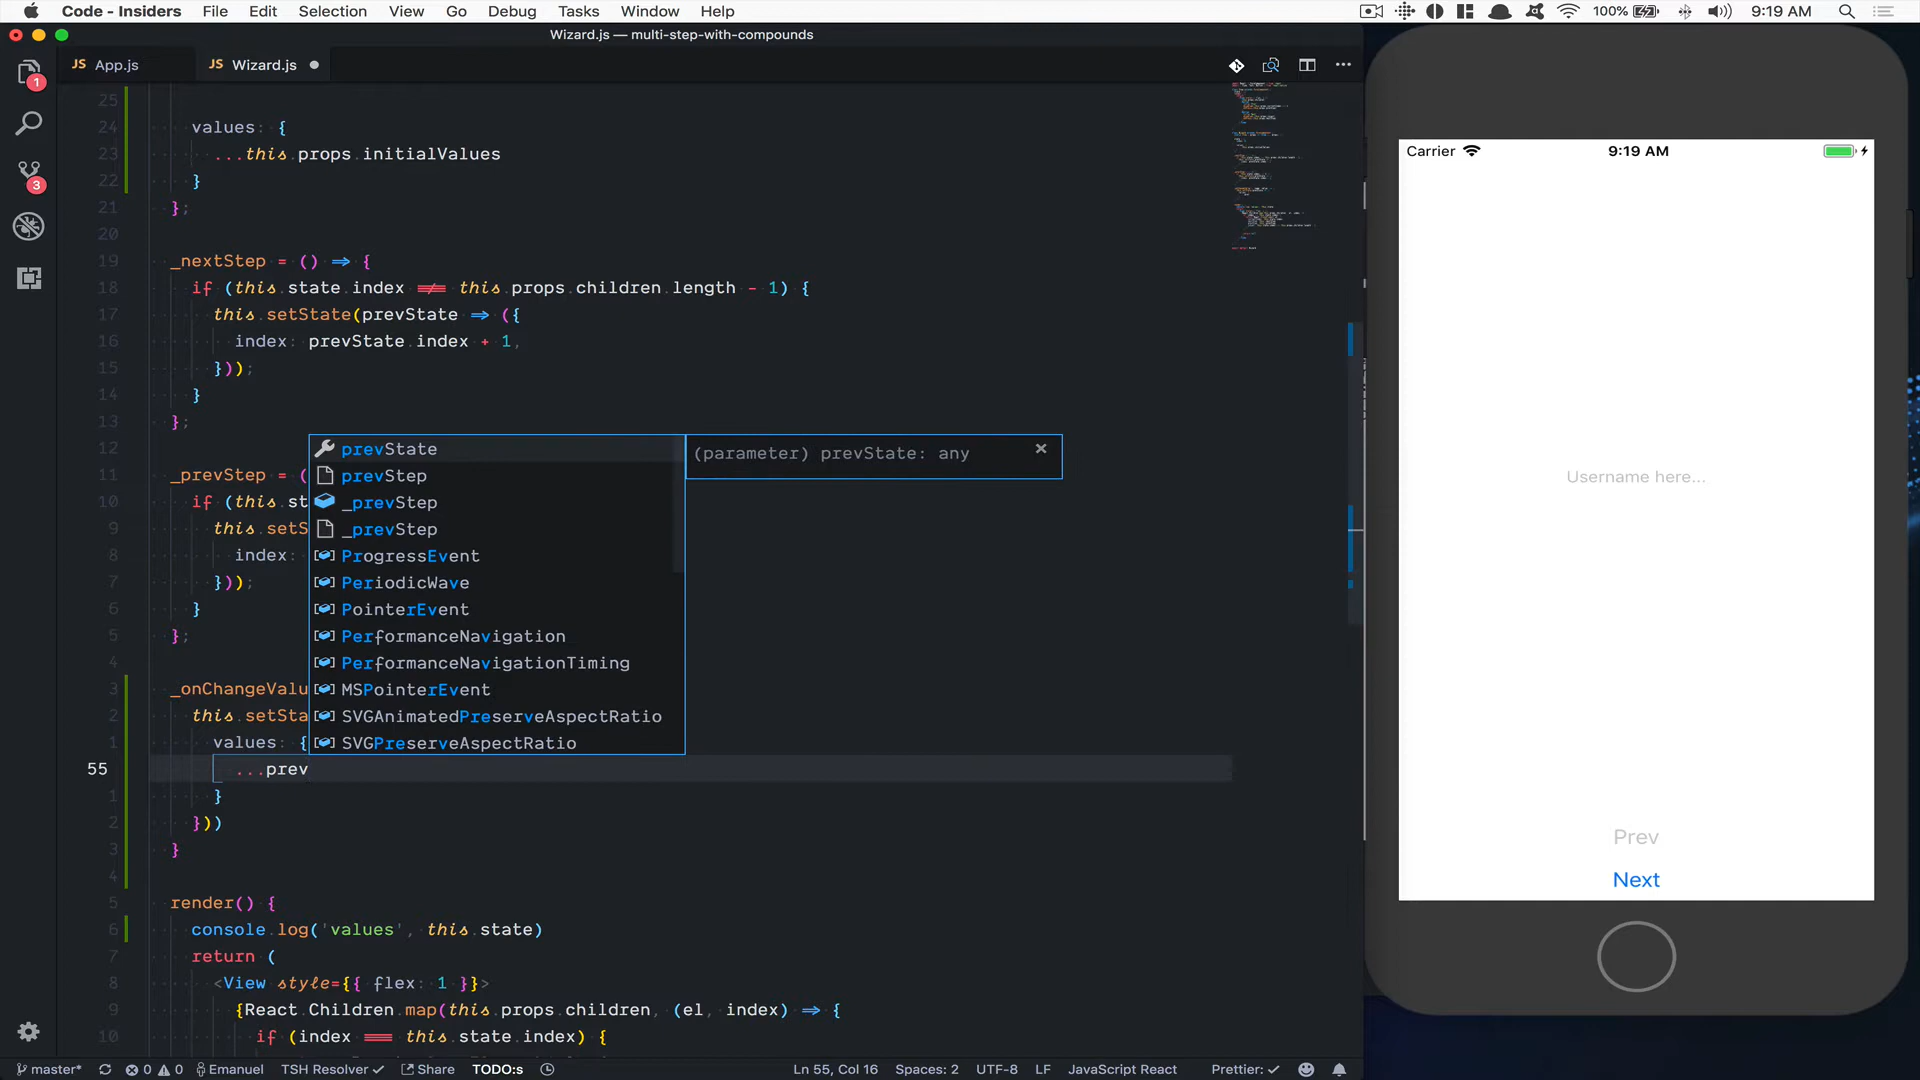 Code - Insiders File Edit Selection View Go Debug Tasks Window Help 100% 9:19 AM
Wizard.js — multi-step-with-compounds
JS App.js JS Wizard.js
1
3
25
24 values: {
23 ...this.props.initialValues
22 }
21 };
20
19 _nextStep = () => {
18 if (this.state.index !== this.props.children.length - 1) {
17 this.setState(prevState => ({
16 index: prevState.index + 1,
15 }));
14 }
13 };
12
11 _prevStep = (
10 if (this.st
9 this.setS
8 index:
7 }));
6 }
5 };
4
3 _onChangeValu
2 this.setSta
1 values: {
55 ...prev
1 }
2 }))
3 }
4
5 render() {
6 console.log('values', this.state)
7 return (
8 <View style={{ flex: 1 }}>
9 {React.Children.map(this.props.children, (el, index) => {
10 if (index === this.state.index) {
prevState
prevStep
_prevStep
_prevStep
ProgressEvent
PeriodicWave
PointerEvent
PerformanceNavigation
PerformanceNavigationTiming
MSPointerEvent
SVGAnimatedPreserveAspectRatio
SVGPreserveAspectRatio
(parameter) prevState: any
master* 0 0 Emanuel TSH Resolver Share TODO:s Ln 55, Col 16 Spaces: 2 UTF-8 LF JavaScript React Prettier:
Carrier 9:19 AM
Username here...
Prev
Next